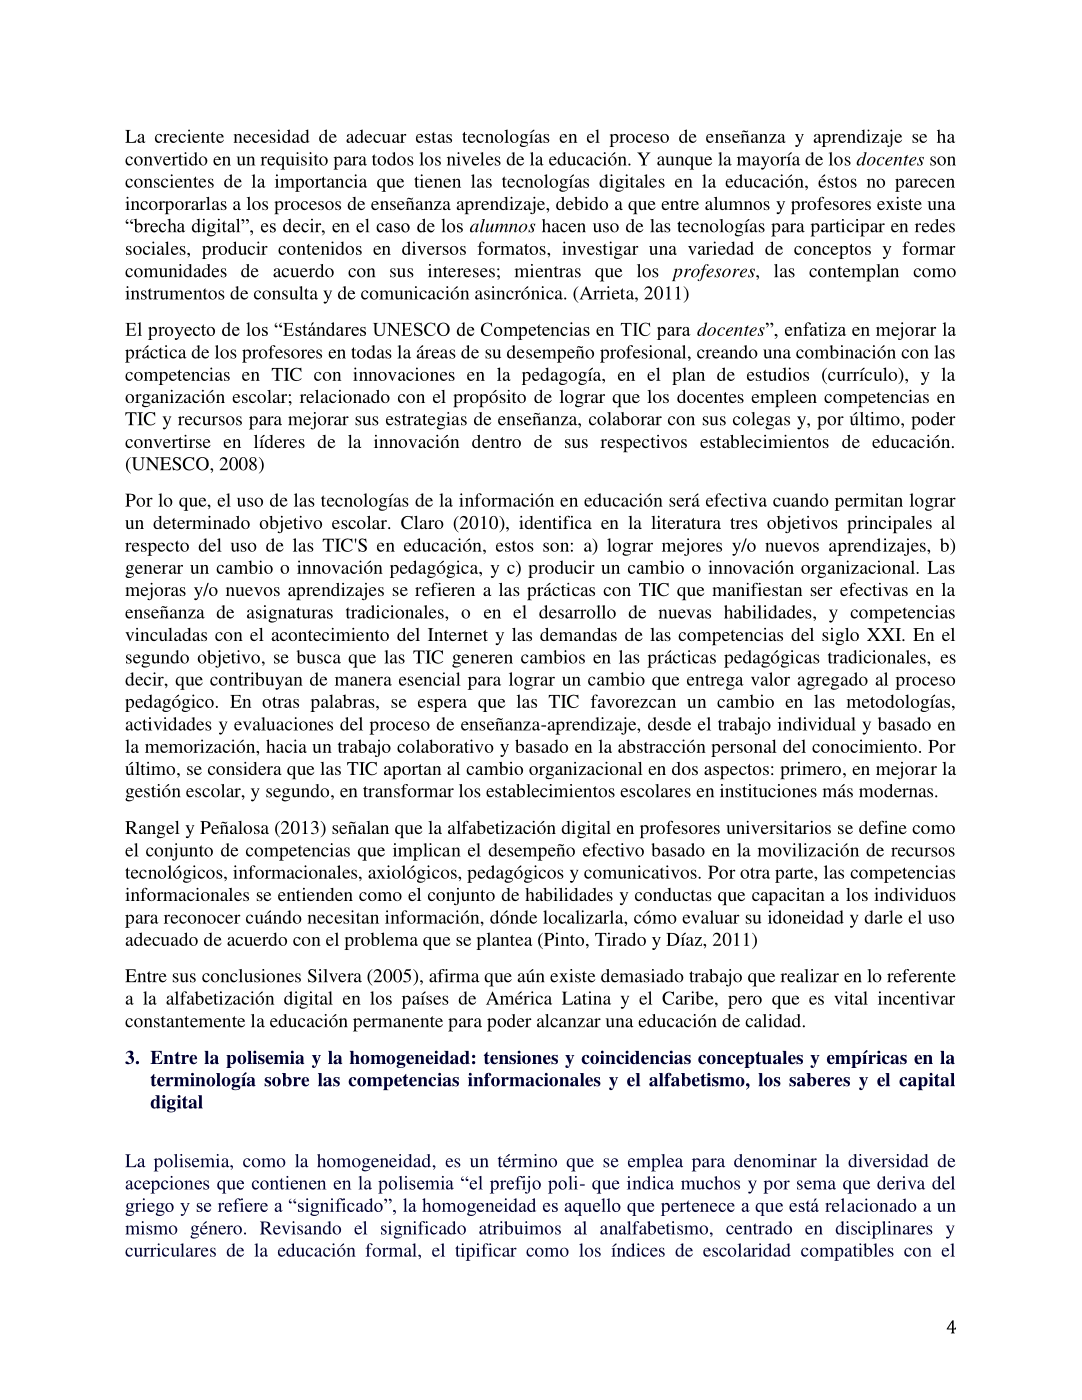 La creciente necesidad de adecuar estas tecnologías en el proceso de enseñanza y aprendizaje se ha
convertido en un requisito para todos los niveles de la educación. Y aunque la mayoría de los docentes son
conscientes de la importancia que tienen las tecnologías digitales en la educación, éstos no parecen
incorporarlas a los procesos de enseñanza aprendizaje, debido a que entre alumnos y profesores existe una
“brecha digital”, es decir, en el caso de los alumnos hacen uso de las tecnologías para participar en redes
sociales, producir contenidos en diversos formatos, investigar una variedad de conceptos y formar
comunidades de acuerdo con sus intereses; mientras que los profesores, las contemplan como
instrumentos de consulta y de comunicación asincrónica. (Arrieta, 2011)
El proyecto de los “Estándares UNESCO de Competencias en TIC para docentes”, enfatiza en mejorar la
práctica de los profesores en todas la áreas de su desempeño profesional, creando una combinación con las
competencias en TIC con innovaciones en la pedagogía, en el plan de estudios (currículo), y la
organización escolar; relacionado con el propósito de lograr que los docentes empleen competencias en
TIC y recursos para mejorar sus estrategias de enseñanza, colaborar con sus colegas y, por último, poder
convertirse en líderes de la innovación dentro de sus respectivos establecimientos de educación.
(UNESCO, 2008)
Por lo que, el uso de las tecnologías de la información en educación será efectiva cuando permitan lograr
un determinado objetivo escolar. Claro (2010), identifica en la literatura tres objetivos principales al
respecto del uso de las TIC'S en educación, estos son: a) lograr mejores y/o nuevos aprendizajes, b)
generar un cambio o innovación pedagógica, y c) producir un cambio o innovación organizacional. Las
mejoras y/o nuevos aprendizajes se refieren a las prácticas con TIC que manifiestan ser efectivas en la
enseñanza de asignaturas tradicionales, o en el desarrollo de nuevas habilidades, y competencias
vinculadas con el acontecimiento del Internet y las demandas de las competencias del siglo XXI. En el
segundo objetivo, se busca que las TIC generen cambios en las prácticas pedagógicas tradicionales, es
decir, que contribuyan de manera esencial para lograr un cambio que entrega valor agregado al proceso
pedagógico. En otras palabras, se espera que las TIC favorezcan un cambio en las metodologías,
actividades y evaluaciones del proceso de enseñanza-aprendizaje, desde el trabajo individual y basado en
la memorización, hacia un trabajo colaborativo y basado en la abstracción personal del conocimiento. Por
último, se considera que las TIC aportan al cambio organizacional en dos aspectos: primero, en mejorar la
gestión escolar, y segundo, en transformar los establecimientos escolares en instituciones más modernas.
Rangel y Peñalosa (2013) señalan que la alfabetización digital en profesores universitarios se define como
el conjunto de competencias que implican el desempeño efectivo basado en la movilización de recursos
tecnológicos, informacionales, axiológicos, pedagógicos y comunicativos. Por otra parte, las competencias
informacionales se entienden como el conjunto de habilidades y conductas que capacitan a los individuos
para reconocer cuándo necesitan información, dónde localizarla, cómo evaluar su idoneidad y darle el uso
adecuado de acuerdo con el problema que se plantea (Pinto, Tirado y Díaz, 2011)
Entre sus conclusiones Silvera (2005), afirma que aún existe demasiado trabajo que realizar en lo referente
a la alfabetización digital en los países de América Latina y el Caribe, pero que es vital incentivar
constantemente la educación permanente para poder alcanzar una educación de calidad.
3. Entre la polisemia y la homogeneidad: tensiones y coincidencias conceptuales y empíricas en la
terminología sobre las competencias informacionales y el alfabetismo, los saberes y el capital
digital
La polisemia, como la homogeneidad, es un término que se emplea para denominar la diversidad de
acepciones que contienen en la polisemia “el prefijo poli- que indica muchos y por sema que deriva del
griego y se refiere a “significado”, la homogeneidad es aquello que pertenece a que está relacionado a un
mismo género. Revisando el significado atribuimos al analfabetismo, centrado en disciplinares y
curriculares de la educación formal, el tipificar como los índices de escolaridad compatibles con el
4